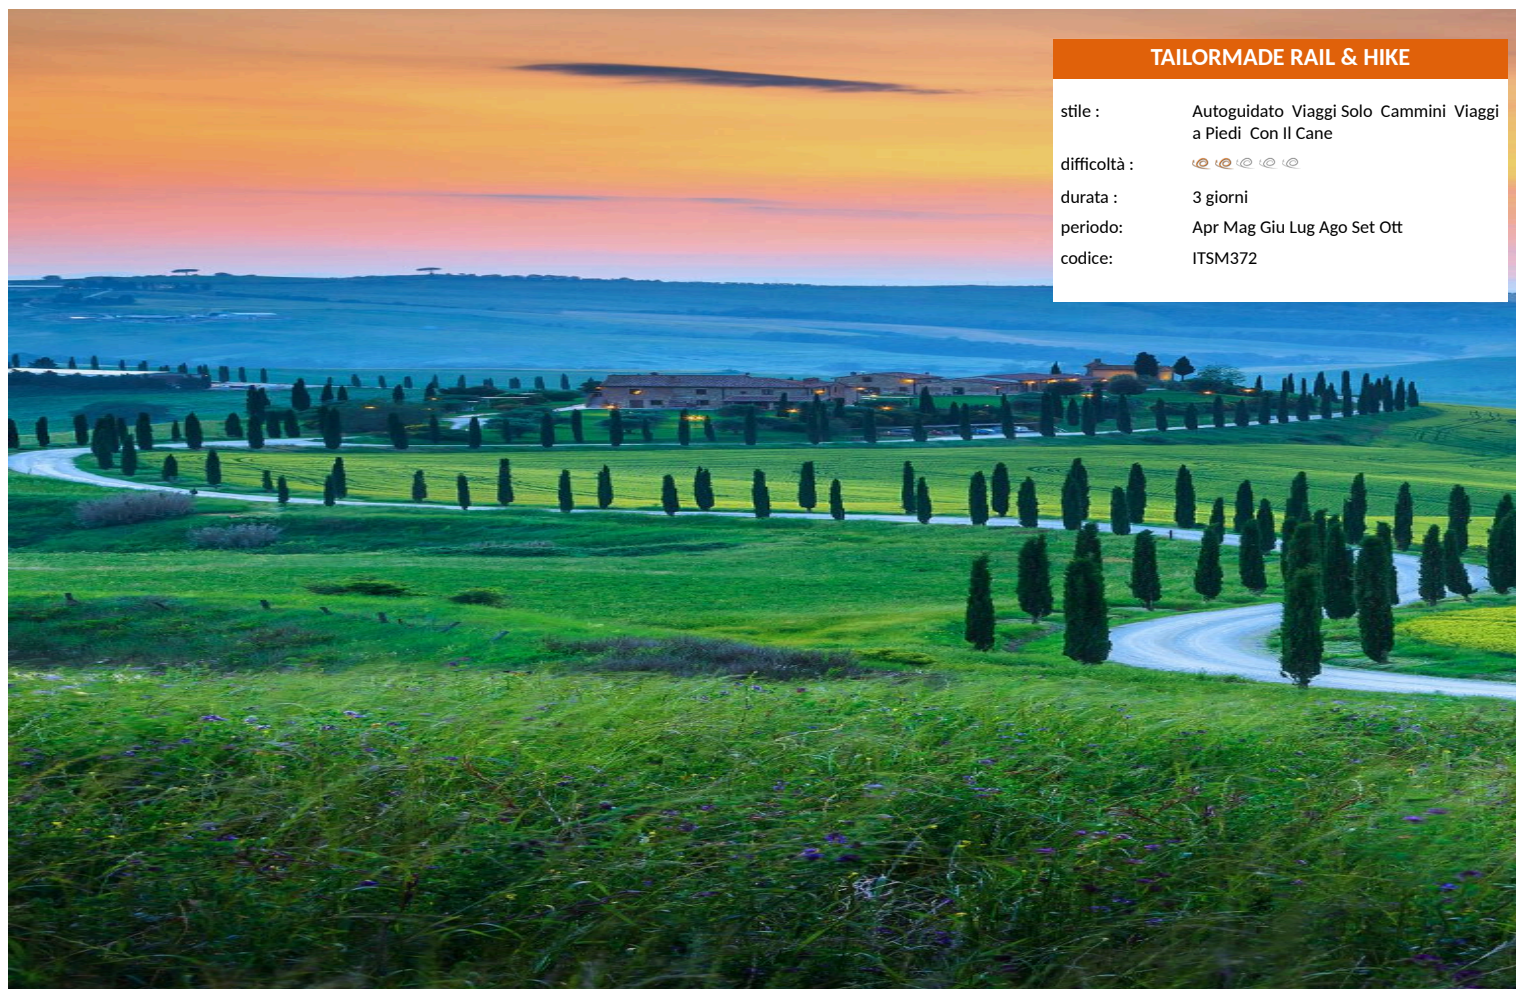 TAILORMADE RAIL & HIKE
stile : Autoguidato Viaggi Solo Cammini Viaggi
a Piedi Con Il Cane
difficoltà :
durata : 3 giorni
periodo: Apr Mag Giu Lug Ago Set Ott
codice: ITSM372